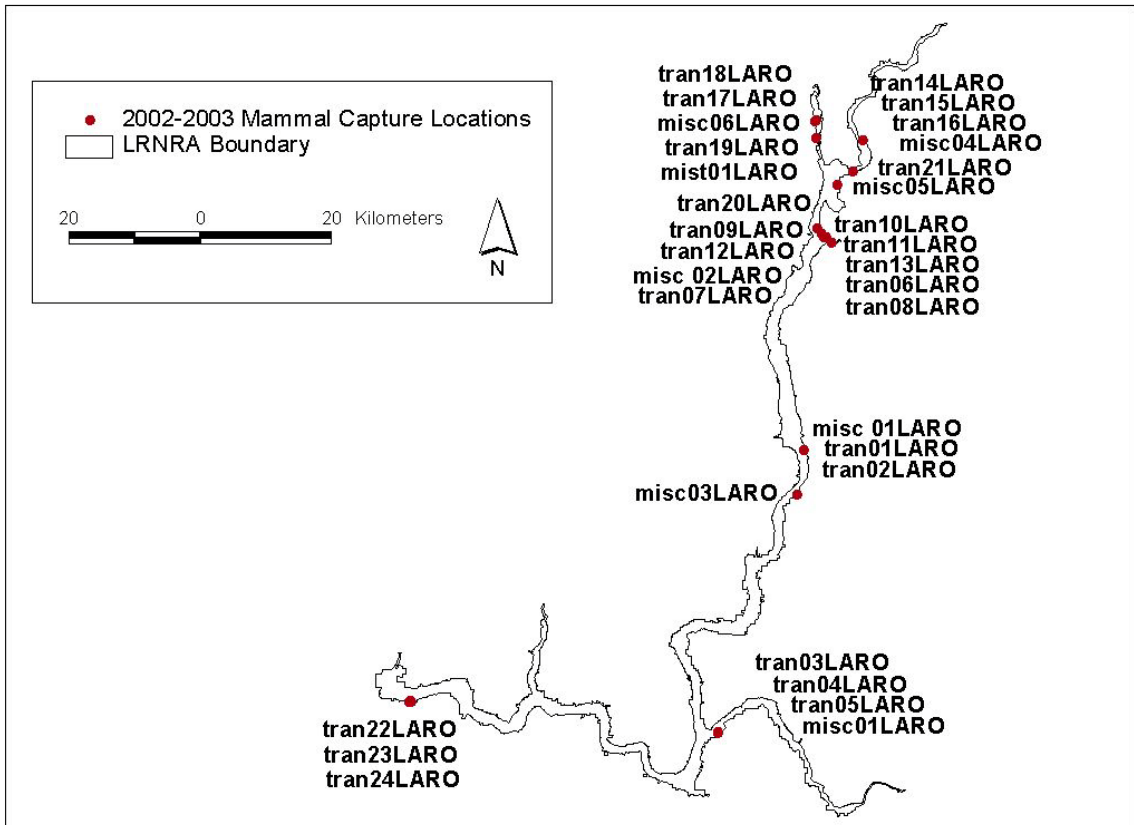 2002-2003 Mammal Capture Locations
LRNRA Boundary
20 0 20 Kilometers
N
tran18LARO
tran17LARO
misc06LARO
tran19LARO
mist01LARO
tran20LARO
tran09LARO
tran12LARO
misc 02LARO
tran07LARO
tran14LARO
tran15LARO
tran16LARO
misc04LARO
tran21LARO
misc05LARO
tran10LARO
tran11LARO
tran13LARO
tran06LARO
tran08LARO
misc 01LARO
tran01LARO
tran02LARO
misc03LARO
tran03LARO
tran04LARO
tran05LARO
misc01LARO
tran22LARO
tran23LARO
tran24LARO